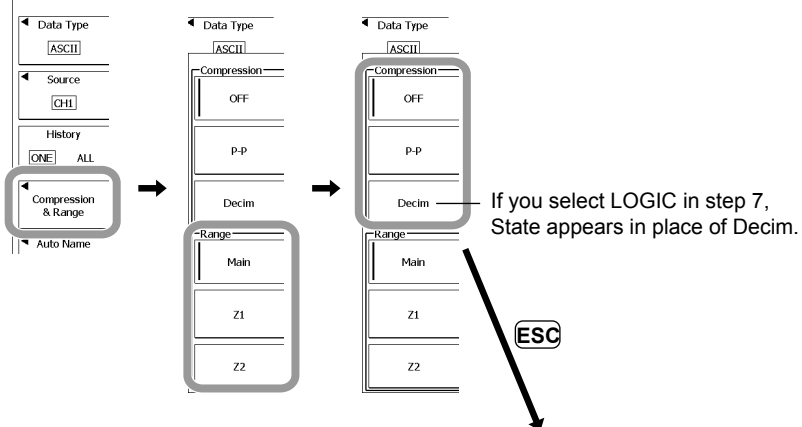 Data Type
ASCII
Source
CH1
History
ONE ALL
Compression
& Range
Auto Name
Data Type
ASCII
Compression
OFF
P-P
Decim
Range
Main
Z1
Z2
Data Type
ASCII
Compression
OFF
P-P
Decim
Range
Main
Z1
Z2
If you select LOGIC in step 7,
State appears in place of Decim.
ESC